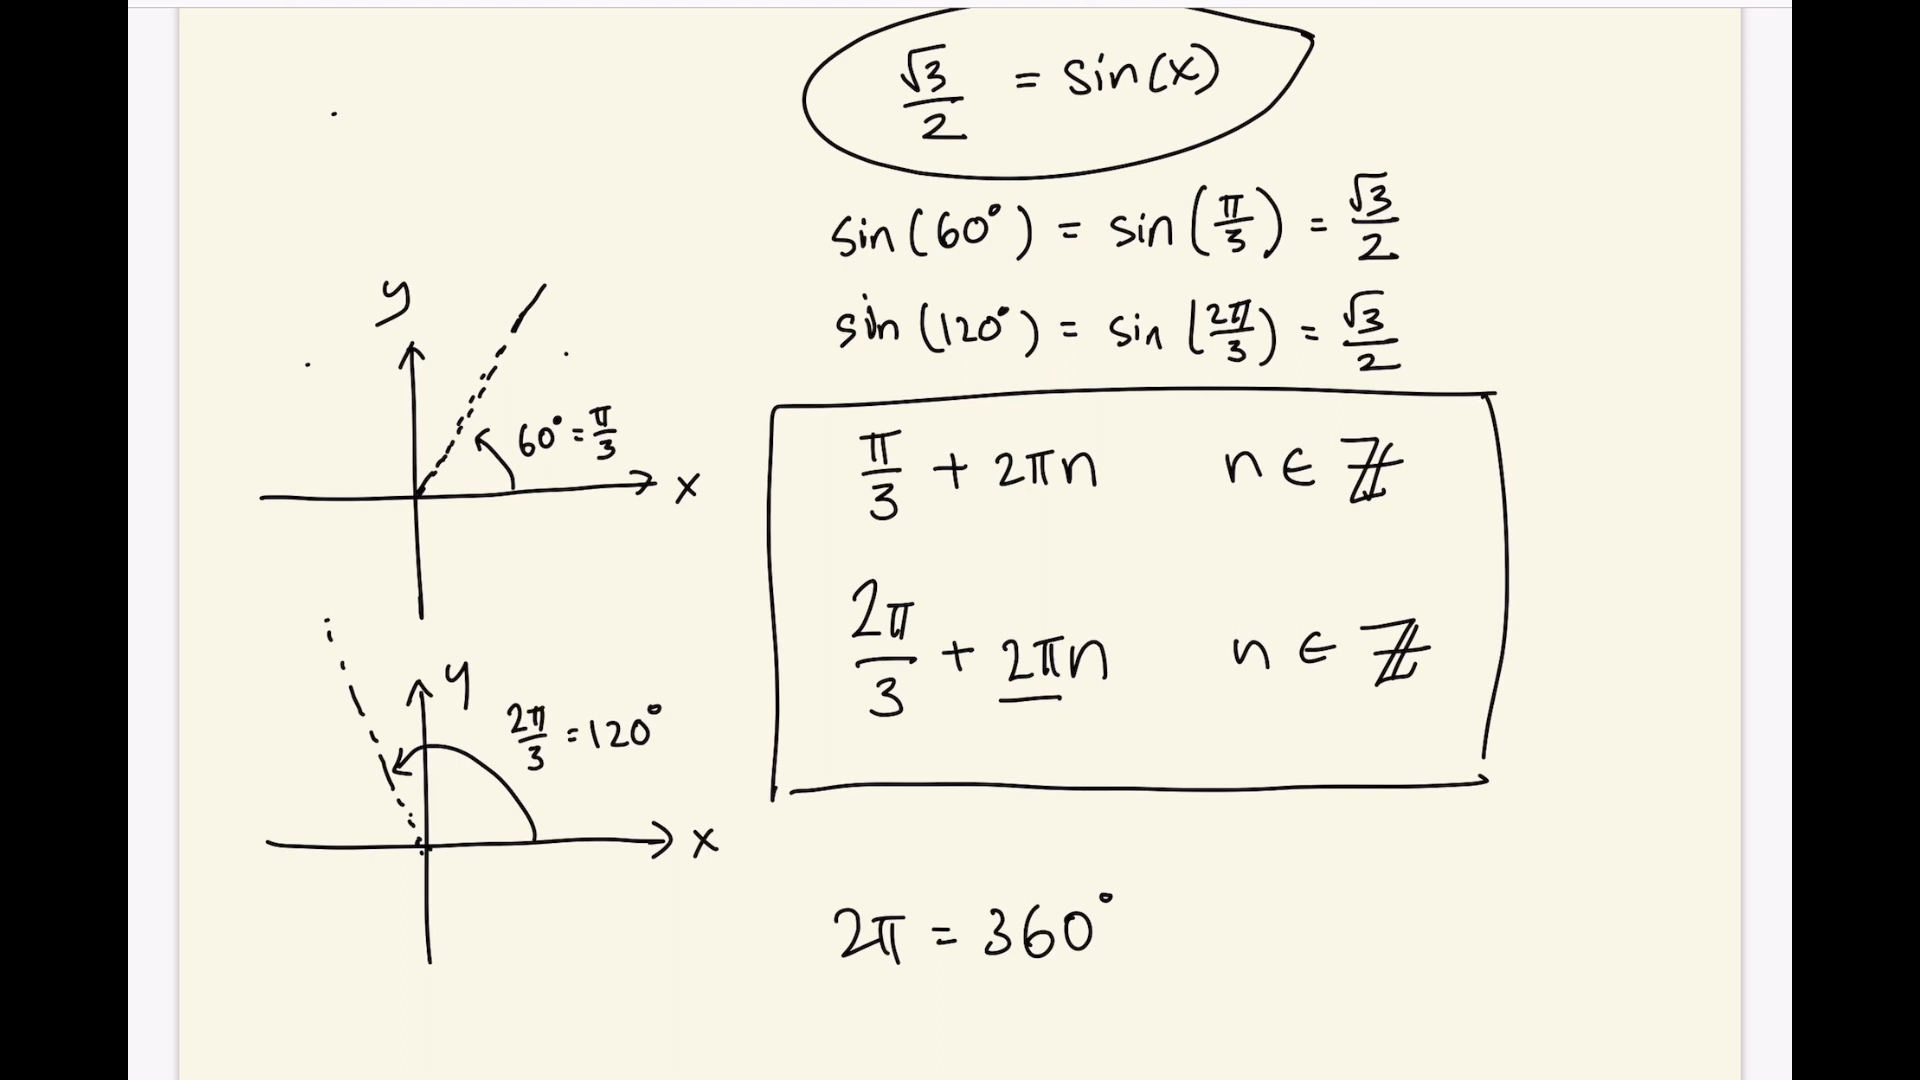 √3/2 = sin(x)
sin(60°) = sin(π/3) = √3/2
sin(120°) = sin(2π/3) = √3/2
y
60° = π/3
x
π/3 + 2πn n ∈ ℤ
2π/3 + 2πn n ∈ ℤ
y
2π/3 = 120°
x
2π = 360°